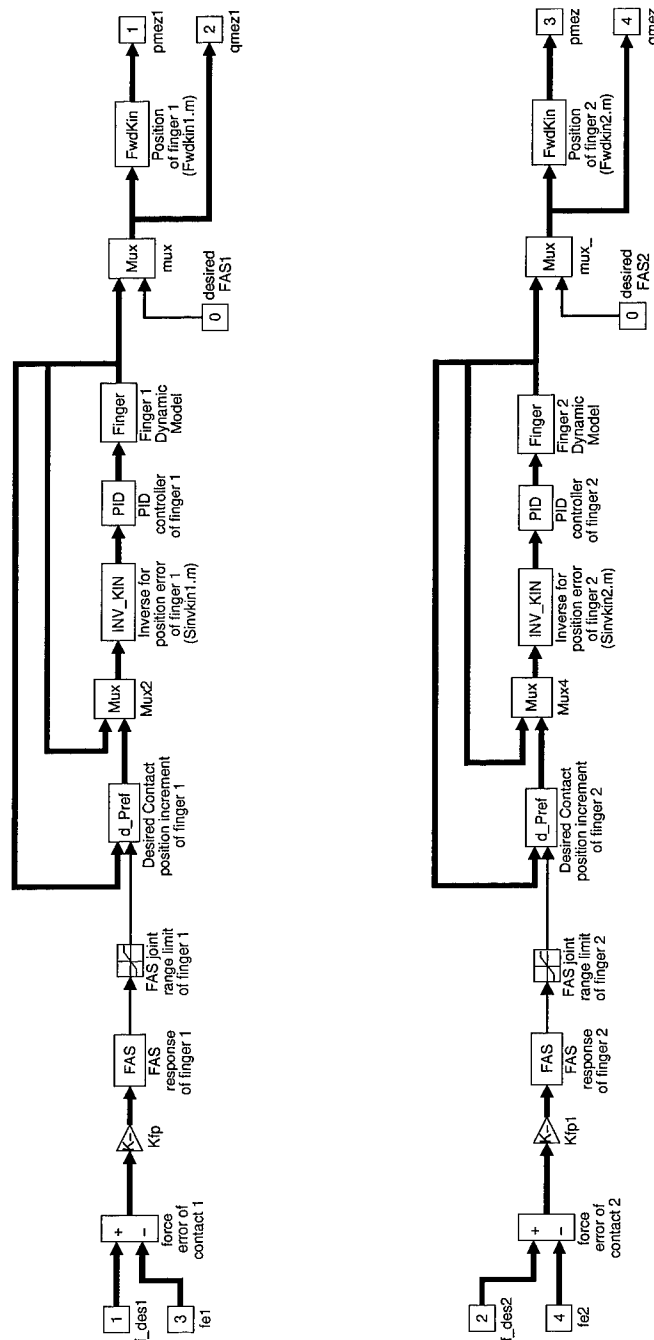 1
f_des1
3
fe1
+
−
force
error of
contact 1
K-
Kfp
FAS
FAS
response
of finger 1
FAS joint
range limit
of finger 1
d_Pref
Desired Contact
position increment
of finger 1
Mux
Mux2
INV_KIN
Inverse for
position error
of finger 1
(Sinvkin1.m)
PID
PID
controller
of finger 1
Finger
Finger 1
Dynamic
Model
0
desired
FAS1
Mux
mux
FwdKin
Position
of finger 1
(Fwdkin1.m)
1
pmez1
2
qmez1
2
f_des2
4
fe2
+
−
force
error of
contact 2
K-
Kfp1
FAS
FAS
response
of finger 2
FAS joint
range limit
of finger 2
d_Pref
Desired Contact
position increment
of finger 2
Mux
Mux4
INV_KIN
Inverse for
position error
of finger 2
(Sinvkin2.m)
PID
PID
controller
of finger 2
Finger
Finger 2
Dynamic
Model
0
desired
FAS2
Mux
mux_
FwdKin
Position
of finger 2
(Fwdkin2.m)
3
pmez
4
qmez